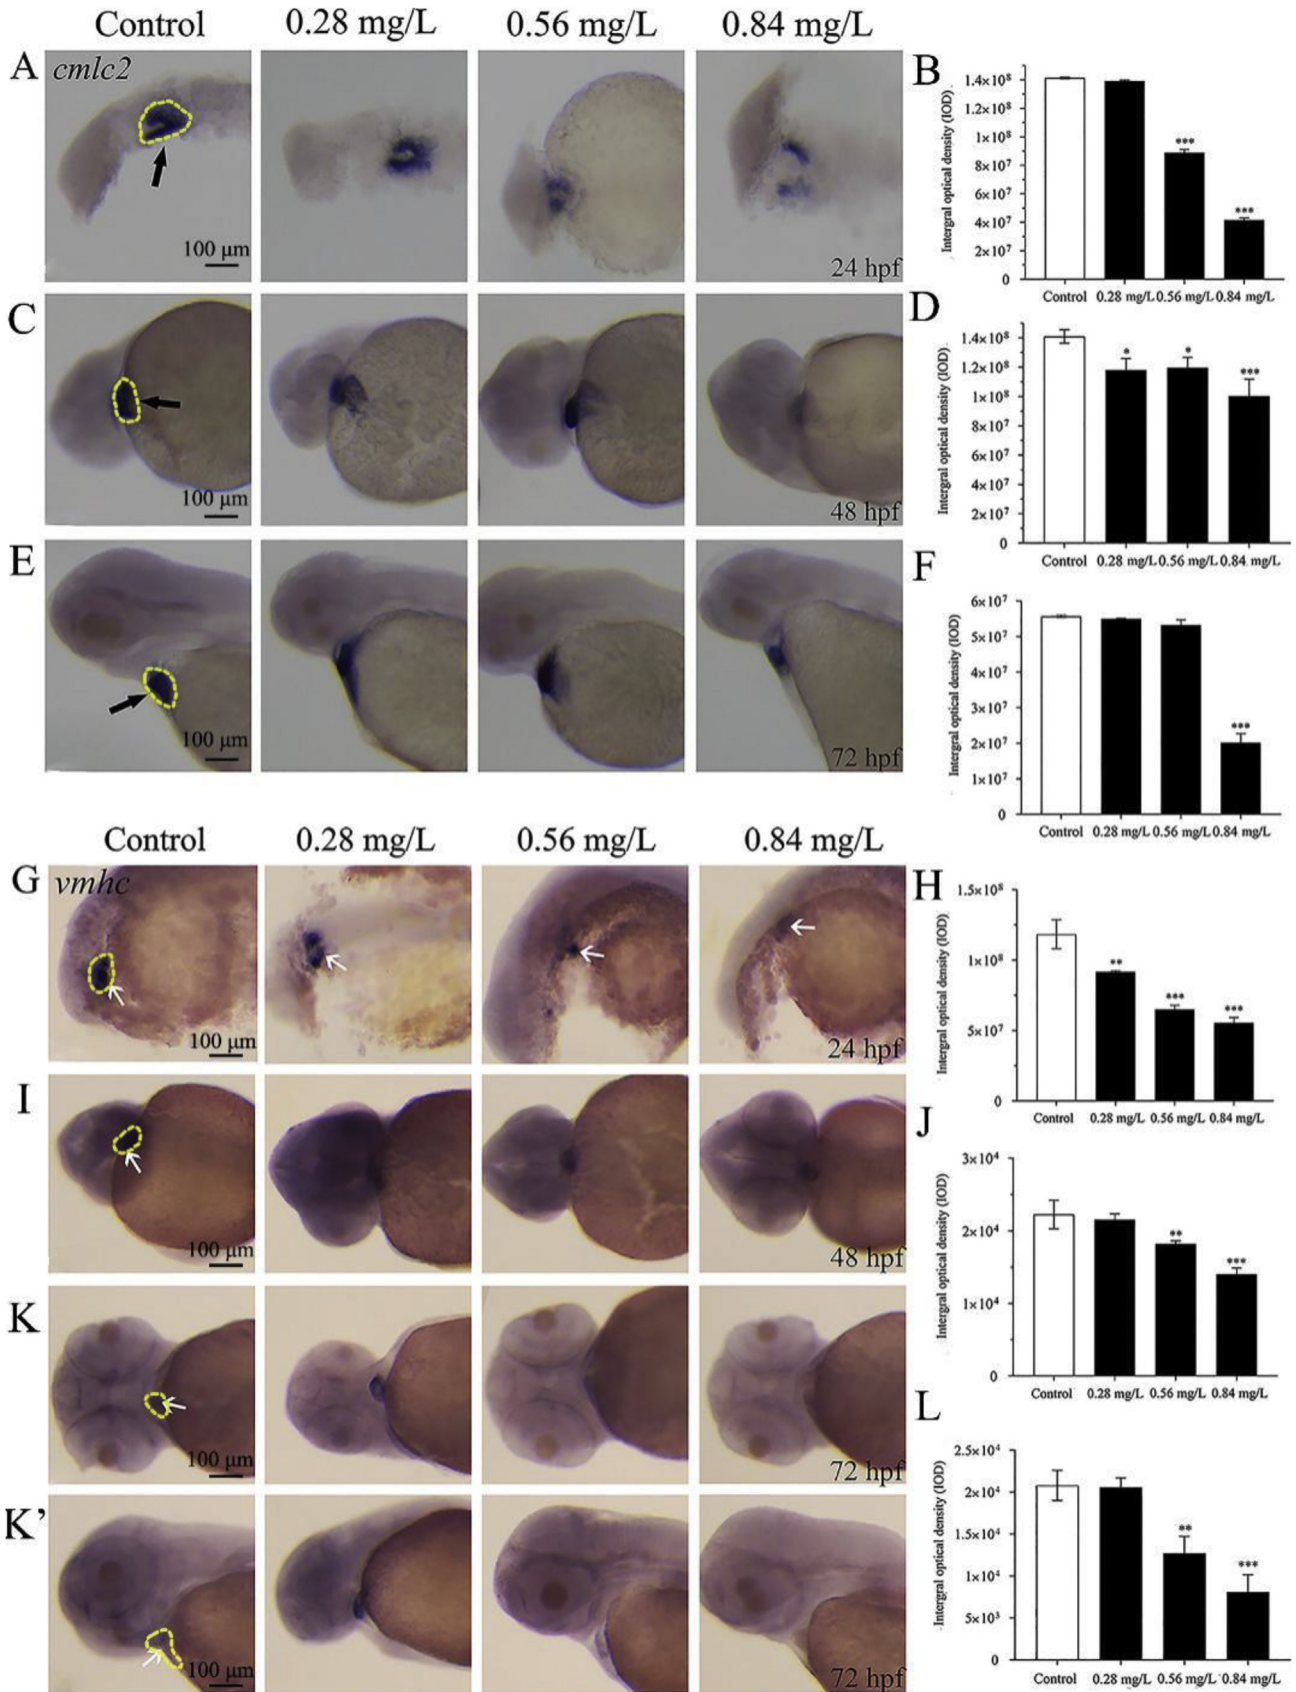 Control 0.28 mg/L 0.56 mg/L 0.84 mg/L
A cmlc2
100 μm
24 hpf
B
Intergral optical density (IOD)
1.4×10⁸
1.2×10⁸
1×10⁸
8×10⁷
6×10⁷
4×10⁷
2×10⁷
0
***
***
Control 0.28 mg/L 0.56 mg/L 0.84 mg/L
C
100 μm
48 hpf
D
Intergral optical density (IOD)
1.4×10⁸
1.2×10⁸
1×10⁸
8×10⁷
6×10⁷
4×10⁷
2×10⁷
0
*
*
***
Control 0.28 mg/L 0.56 mg/L 0.84 mg/L
E
100 μm
72 hpf
F
Intergral optical density (IOD)
6×10⁷
5×10⁷
4×10⁷
3×10⁷
2×10⁷
1×10⁷
0
***
Control 0.28 mg/L 0.56 mg/L 0.84 mg/L
Control 0.28 mg/L 0.56 mg/L 0.84 mg/L
G vmhc
100 μm
24 hpf
H
Intergral optical density (IOD)
1.5×10⁸
1×10⁸
5×10⁷
0
**
***
***
Control 0.28 mg/L 0.56 mg/L 0.84 mg/L
I
100 μm
48 hpf
J
Intergral optical density (IOD)
3×10⁴
2×10⁴
1×10⁴
0
**
***
Control 0.28 mg/L 0.56 mg/L 0.84 mg/L
K
100 μm
72 hpf
L
Intergral optical density (IOD)
2.5×10⁴
2×10⁴
1.5×10⁴
1×10⁴
5×10³
0
**
***
Control 0.28 mg/L 0.56 mg/L 0.84 mg/L
K'
100 μm
72 hpf